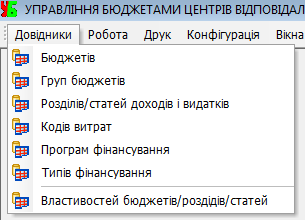 УПРАВЛІННЯ БЮДЖЕТАМИ ЦЕНТРІВ ВІДПОВІДАЛ
Довідники Робота Друк Конфігурація Вікна
Бюджетів
Груп бюджетів
Розділів/статей доходів і видатків
Кодів витрат
Програм фінансування
Типів фінансування
Властивостей бюджетів/роздідів/статей